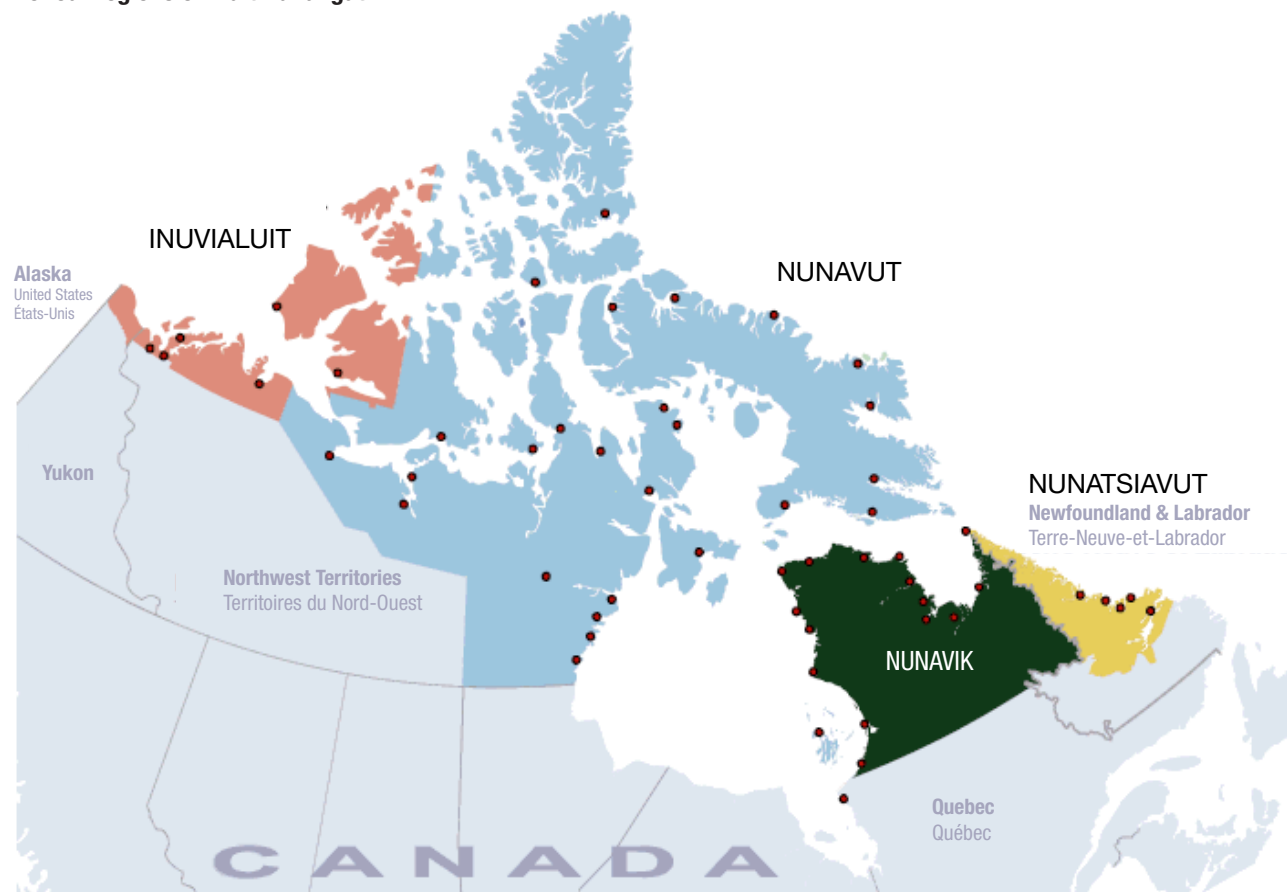 INUVIALUIT
NUNAVUT
Alaska
United States
États-Unis
Yukon
NUNATSIAVUT
Newfoundland & Labrador
Terre-Neuve-et-Labrador
Northwest Territories
Territoires du Nord-Ouest
NUNAVIK
Quebec
Québec
CANADA